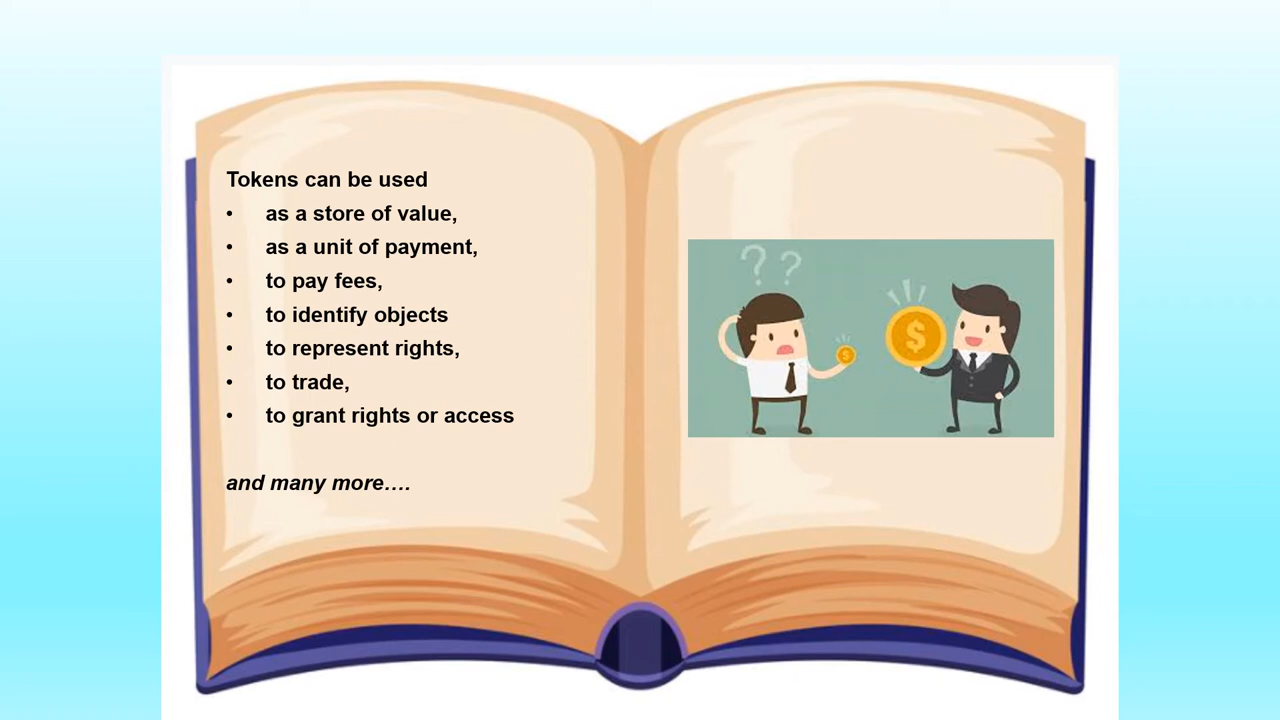 Tokens can be used
• as a store of value,
• as a unit of payment,
• to pay fees,
• to identify objects
• to represent rights,
• to trade,
• to grant rights or access
and many more….
? ?
$
$